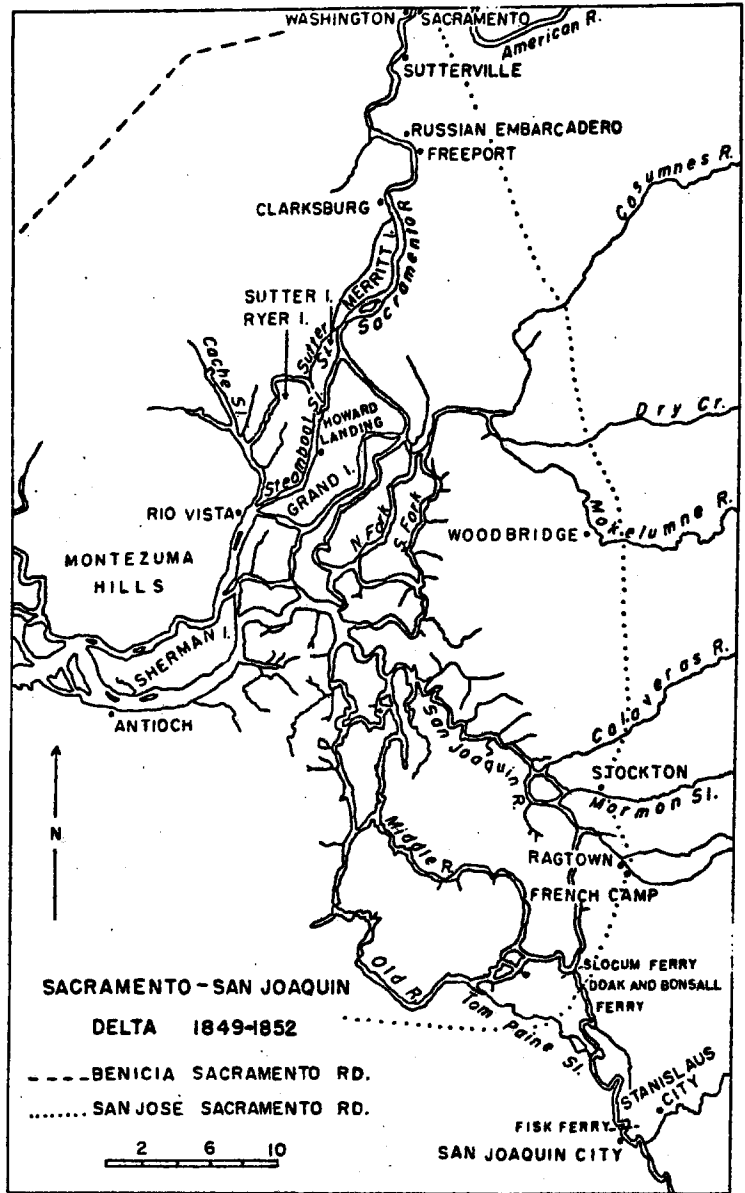 WASHINGTON
SACRAMENTO
American R.
SUTTERVILLE
RUSSIAN EMBARCADERO
FREEPORT
Cosumnes R.
CLARKSBURG
MERRITT I.
Sacramento R
SUTTER I.
RYER I.
Sutter
Sl.
Cache Sl.
Steamboat Sl.
HOWARD
LANDING
GRAND I.
Dry Cr.
RIO VISTA
N Fork
S Fork
WOODBRIDGE
Mokelumne R.
MONTEZUMA
HILLS
SHERMAN I.
ANTIOCH
Calaveras R.
San Joaquin R.
STOCKTON
Mormon Sl.
N
Middle R.
RAGTOWN
FRENCH CAMP
Old R.
SLOCUM FERRY
DOAK AND BONSALL
FERRY
Tom Paine Sl.
SACRAMENTO-SAN JOAQUIN
DELTA 1849-1852
BENICIA SACRAMENTO RD.
SAN JOSE SACRAMENTO RD.
STANISLAUS
CITY
FISK FERRY
SAN JOAQUIN CITY
2 6 10